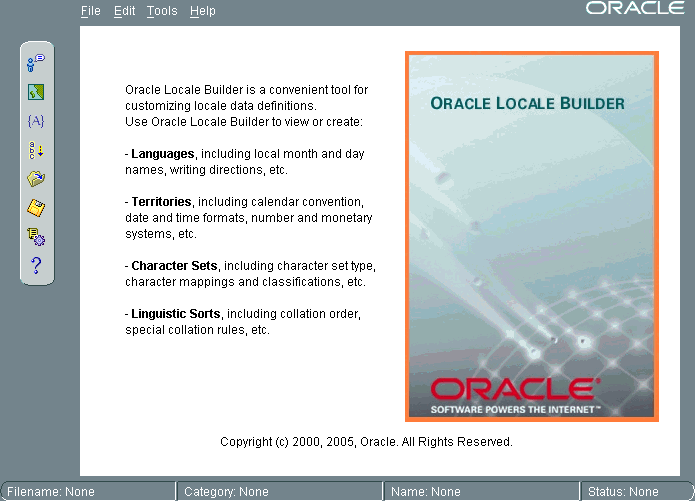 File Edit Tools Help
ORACLE
{A}
?
Oracle Locale Builder is a convenient tool for
customizing locale data definitions.
Use Oracle Locale Builder to view or create:
- Languages, including local month and day
names, writing directions, etc.
- Territories, including calendar convention,
date and time formats, number and monetary
systems, etc.
- Character Sets, including character set type,
character mappings and classifications, etc.
- Linguistic Sorts, including collation order,
special collation rules, etc.
ORACLE LOCALE BUILDER
ORACLE®
SOFTWARE POWERS THE INTERNET™
Copyright (c) 2000, 2005, Oracle. All Rights Reserved.
Filename: None Category: None Name: None Status: None